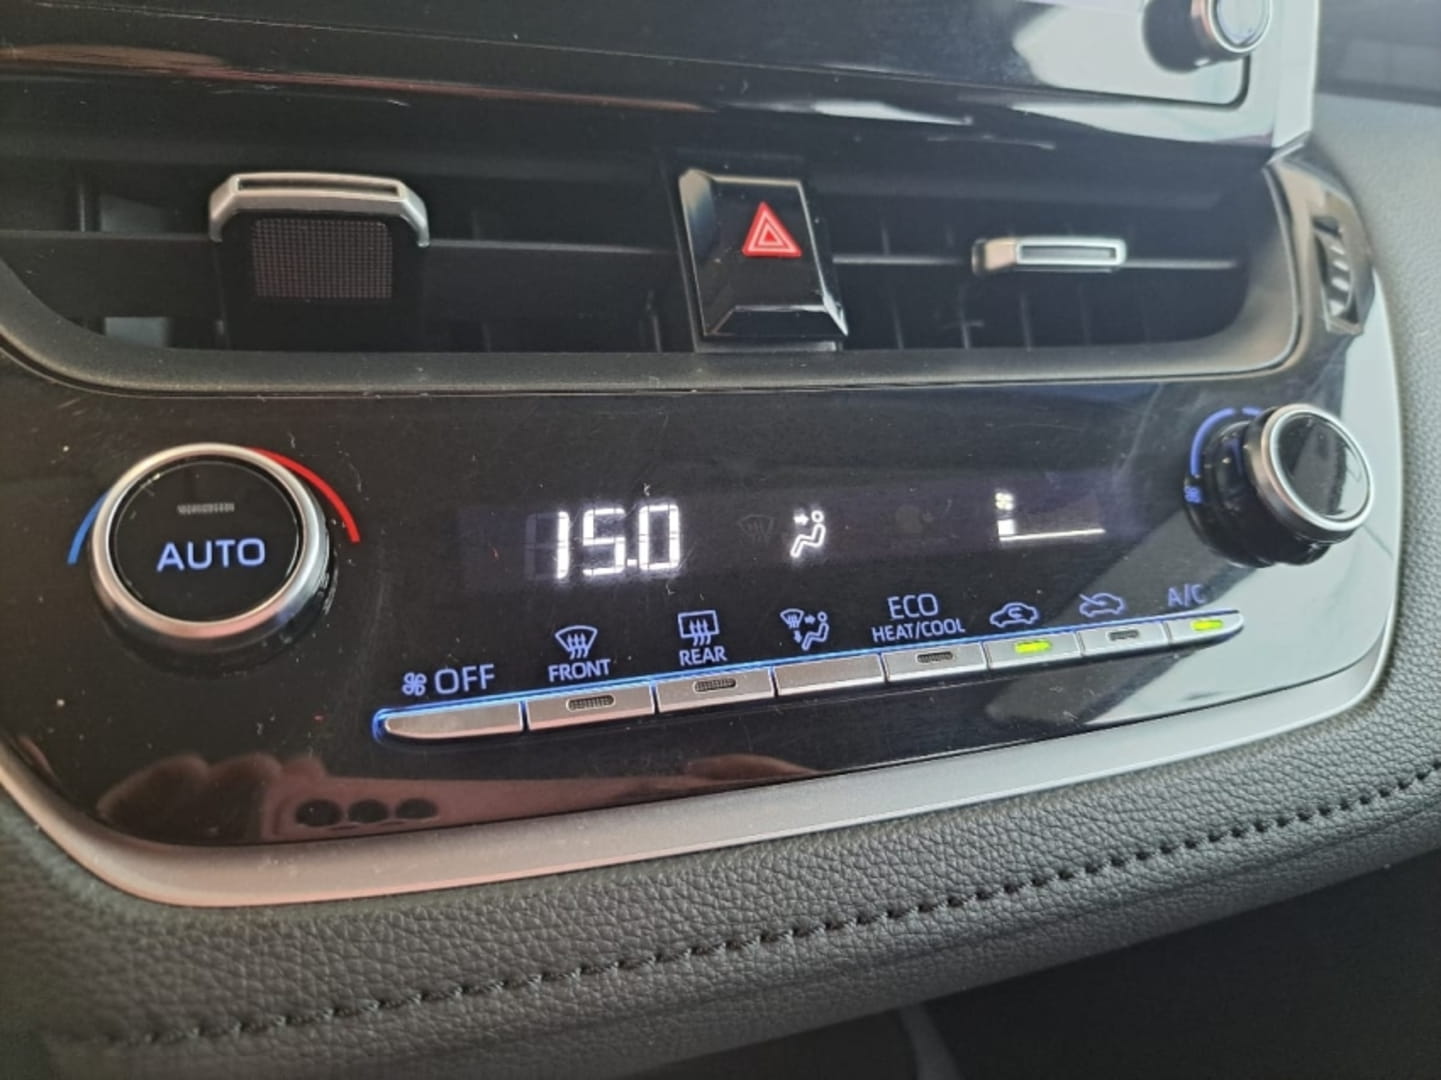 AUTO
15.0
OFF
FRONT
REAR
ECO
HEAT/COOL
A/C